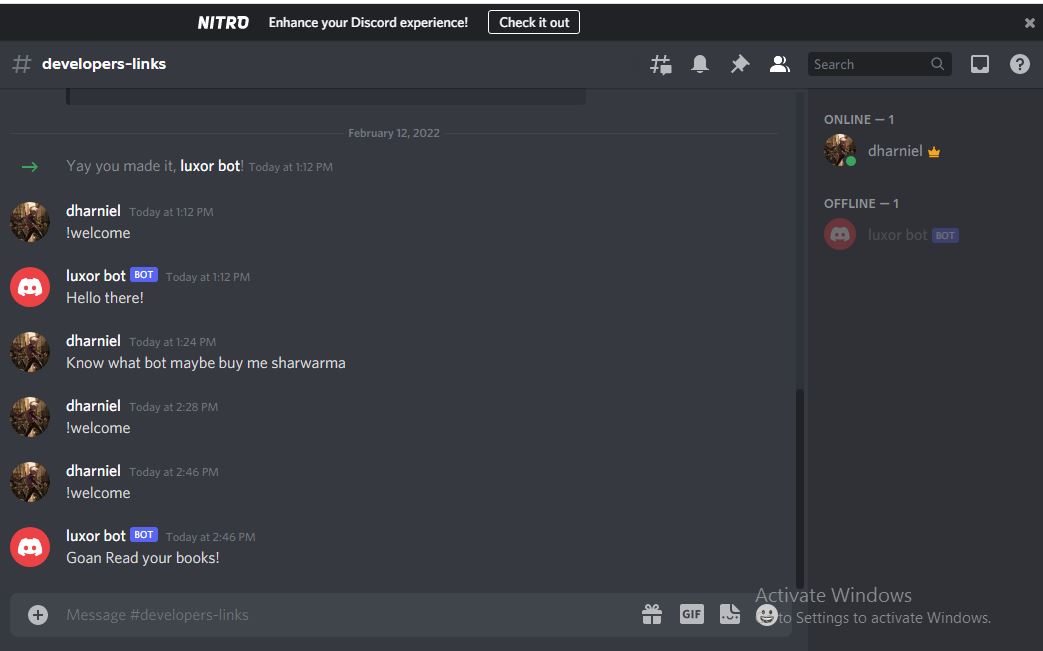 NITRO Enhance your Discord experience! Check it out
developers-links
Search
February 12, 2022
Yay you made it, luxor bot! Today at 1:12 PM
dharniel Today at 1:12 PM
!welcome
luxor bot BOT Today at 1:12 PM
Hello there!
dharniel Today at 1:24 PM
Know what bot maybe buy me sharwarma
dharniel Today at 2:28 PM
!welcome
dharniel Today at 2:46 PM
!welcome
luxor bot BOT Today at 2:46 PM
Goan Read your books!
Message #developers-links
GIF
ONLINE — 1
dharniel
OFFLINE — 1
luxor bot BOT
Activate Windows
to Settings to activate Windows.